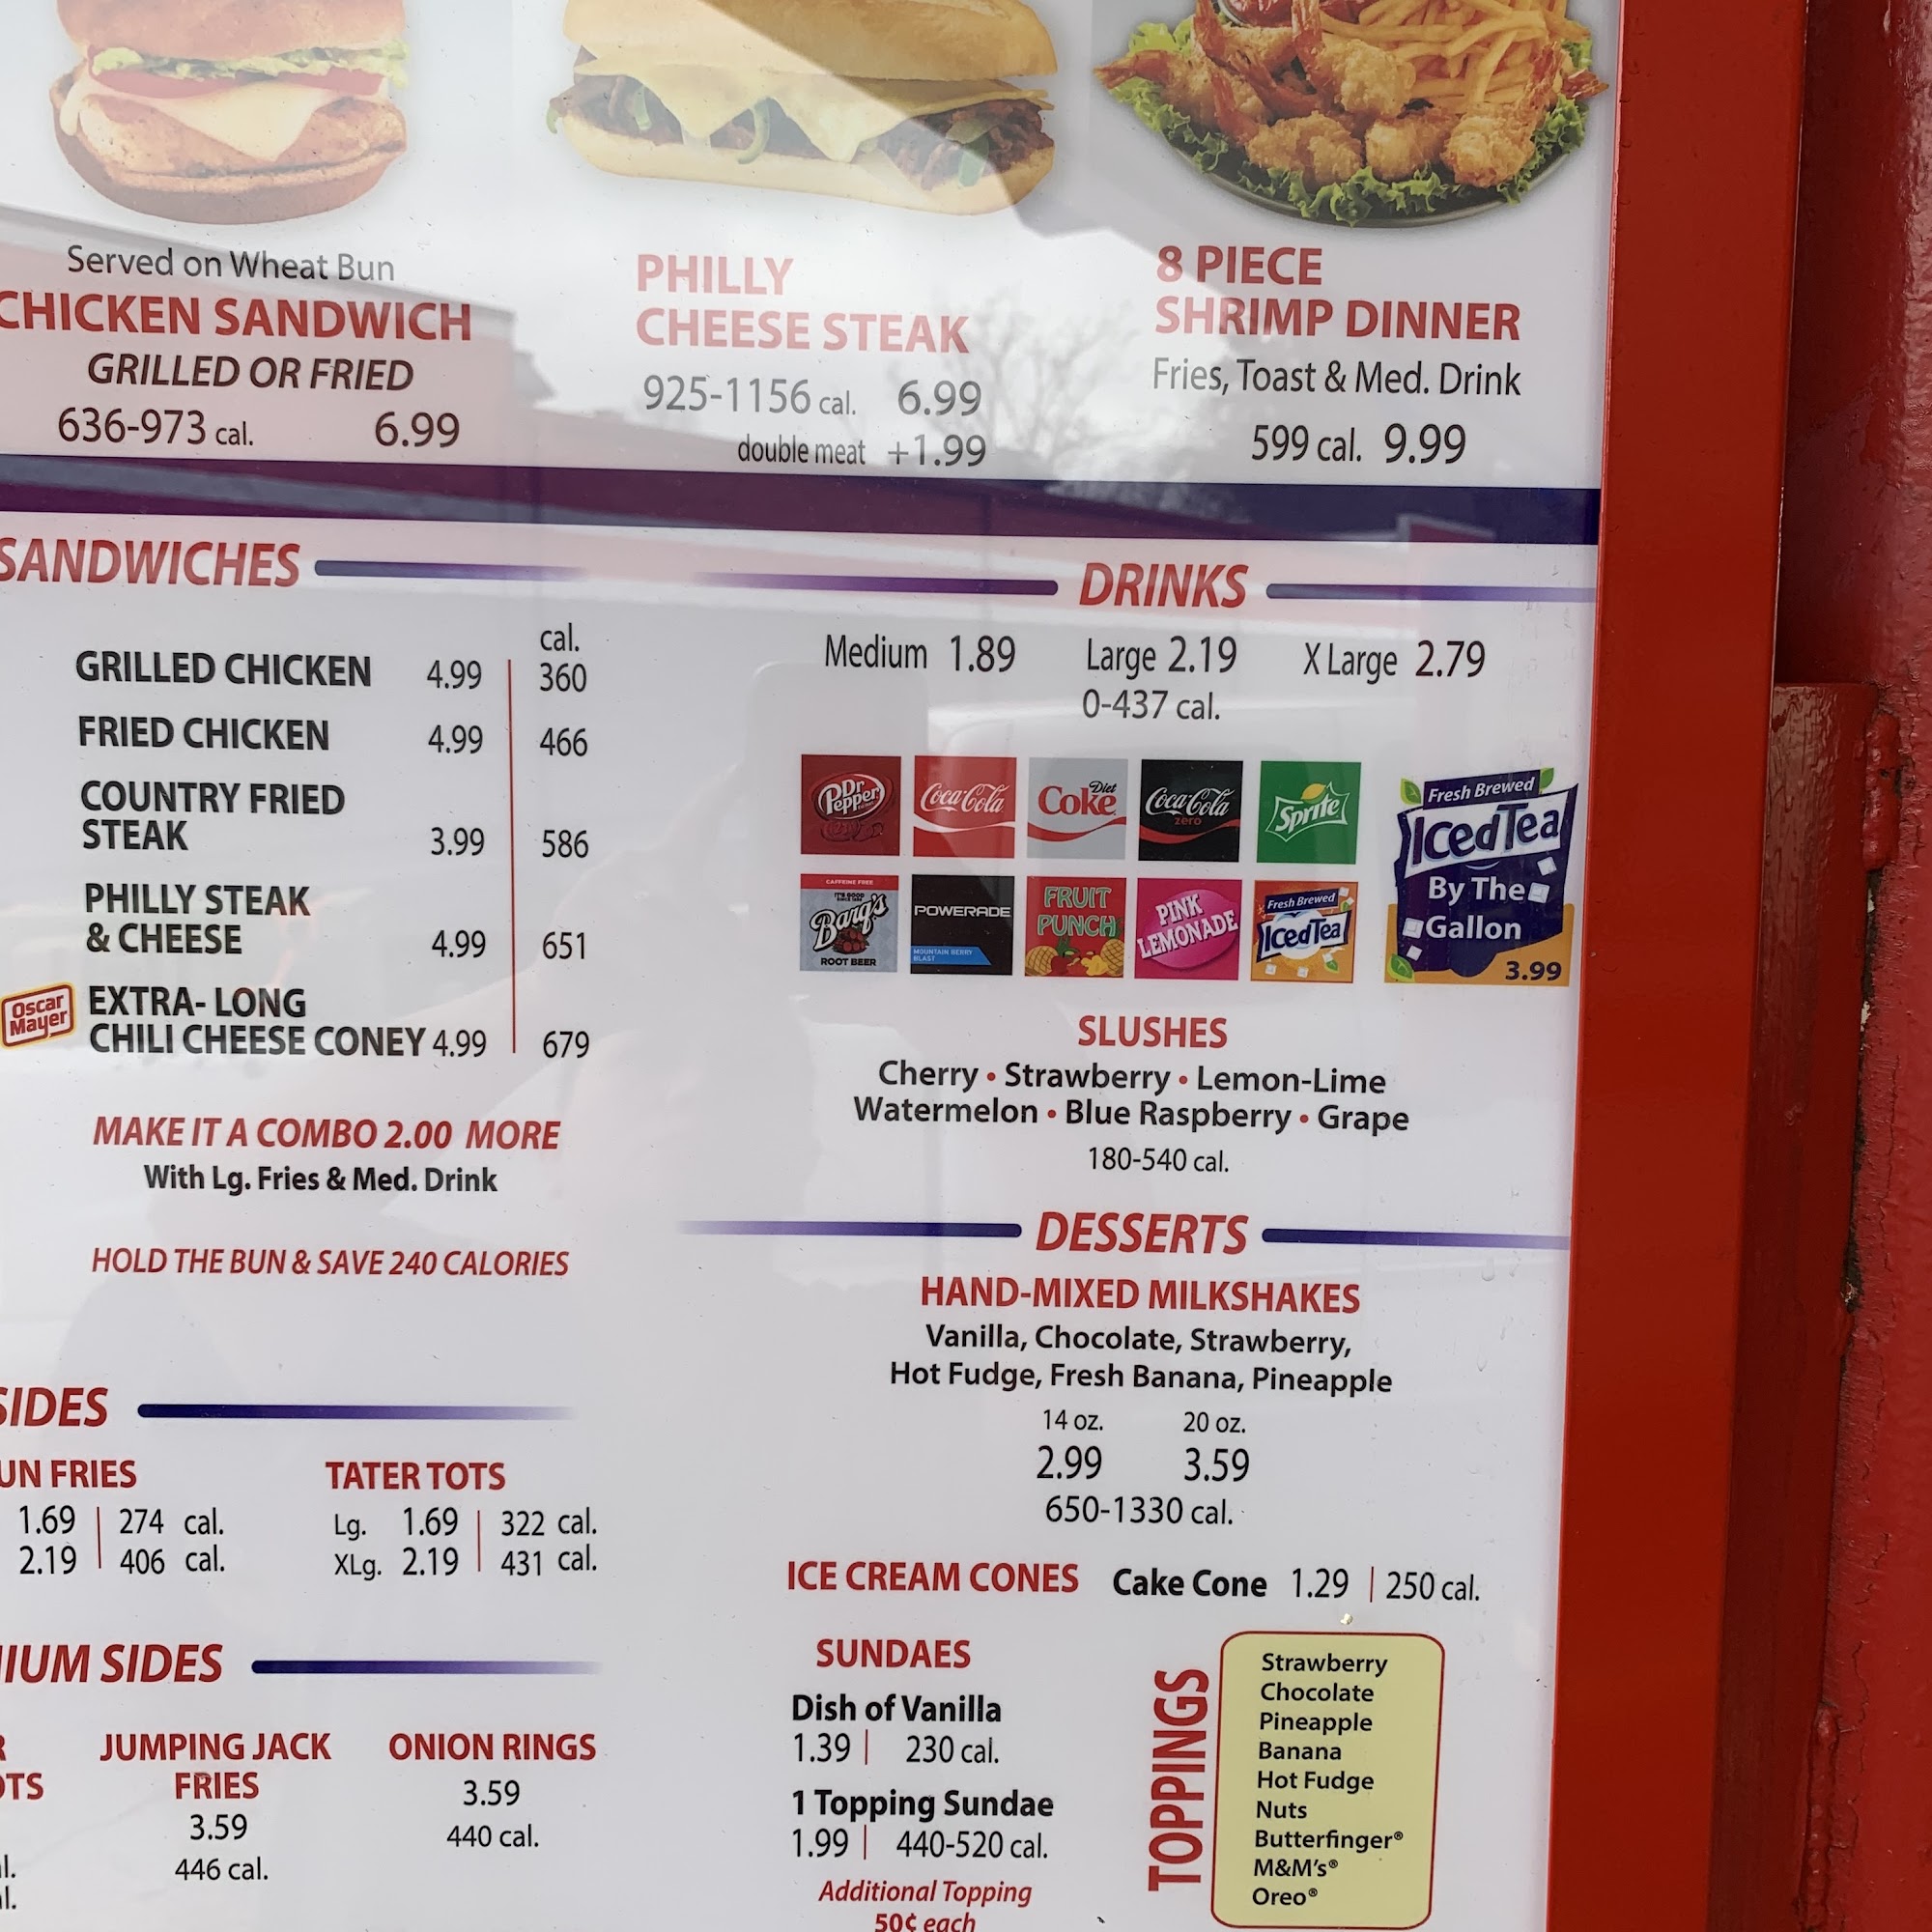 Served on Wheat Bun
CHICKEN SANDWICH
GRILLED OR FRIED
636-973 cal. 6.99
PHILLY
CHEESE STEAK
925-1156 cal. 6.99
double meat +1.99
8 PIECE
SHRIMP DINNER
Fries, Toast & Med. Drink
599 cal. 9.99
SANDWICHES
cal.
GRILLED CHICKEN 4.99 360
FRIED CHICKEN 4.99 466
COUNTRY FRIED
STEAK 3.99 586
PHILLY STEAK
& CHEESE 4.99 651
Oscar
Mayer
EXTRA- LONG
CHILI CHEESE CONEY 4.99 679
MAKE IT A COMBO 2.00 MORE
With Lg. Fries & Med. Drink
HOLD THE BUN & SAVE 240 CALORIES
SIDES
UN FRIES
1.69 274 cal.
2.19 406 cal.
TATER TOTS
Lg. 1.69 322 cal.
XLg. 2.19 431 cal.
IUM SIDES
R
OTS
JUMPING JACK
FRIES
3.59
446 cal.
ONION RINGS
3.59
440 cal.
DRINKS
Medium 1.89 Large 2.19 X Large 2.79
0-437 cal.
Dr
Pepper
Coca-Cola
Diet
Coke
Coca-Cola
zero
Sprite
CAFFEINE FREE
Barq's
ROOT BEER
POWERADE
MOUNTAIN BERRY
BLAST
FRUIT
PUNCH
PINK
LEMONADE
Fresh Brewed
Iced Tea
Fresh Brewed
Iced Tea
By The
Gallon
3.99
SLUSHES
Cherry • Strawberry • Lemon-Lime
Watermelon • Blue Raspberry • Grape
180-540 cal.
DESSERTS
HAND-MIXED MILKSHAKES
Vanilla, Chocolate, Strawberry,
Hot Fudge, Fresh Banana, Pineapple
14 oz. 20 oz.
2.99 3.59
650-1330 cal.
ICE CREAM CONES Cake Cone 1.29 | 250 cal.
SUNDAES
Dish of Vanilla
1.39 | 230 cal.
1 Topping Sundae
1.99 | 440-520 cal.
Additional Topping
50¢ each
TOPPINGS
Strawberry
Chocolate
Pineapple
Banana
Hot Fudge
Nuts
Butterfinger®
M&M's®
Oreo®